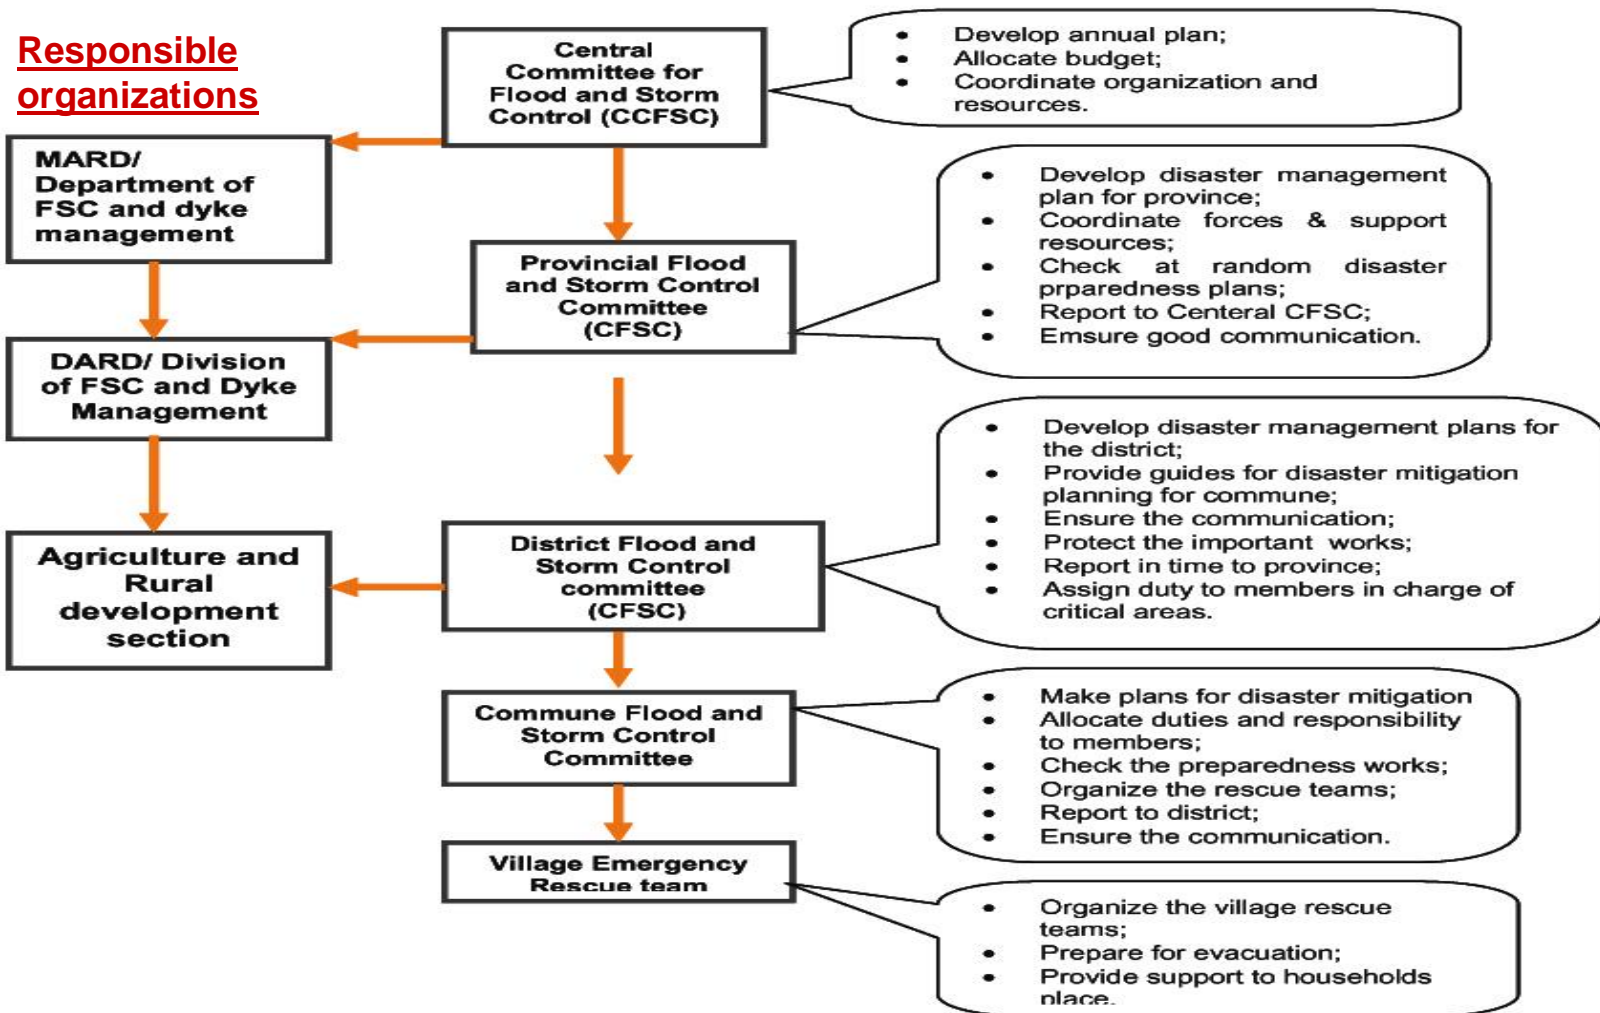 Responsible
organizations
Central
Committee for
Flood and Storm
Control (CCFSC)
• Develop annual plan;
• Allocate budget;
• Coordinate organization and
resources.
MARD/
Department of
FSC and dyke
management
Provincial Flood
and Storm Control
Committee
(CFSC)
• Develop disaster management
plan for province;
• Coordinate forces & support
resources;
• Check at random disaster
prparedness plans;
• Report to Centeral CFSC;
• Emsure good communication.
DARD/ Division
of FSC and Dyke
Management
Agriculture and
Rural
development
section
District Flood and
Storm Control
committee
(CFSC)
• Develop disaster management plans for
the district;
• Provide guides for disaster mitigation
planning for commune;
• Ensure the communication;
• Protect the important works;
• Report in time to province;
• Assign duty to members in charge of
critical areas.
Commune Flood and
Storm Control
Committee
• Make plans for disaster mitigation
• Allocate duties and responsibility
to members;
• Check the preparedness works;
• Organize the rescue teams;
• Report to district;
• Ensure the communication.
Village Emergency
Rescue team
• Organize the village rescue
teams;
• Prepare for evacuation;
• Provide support to households
place.